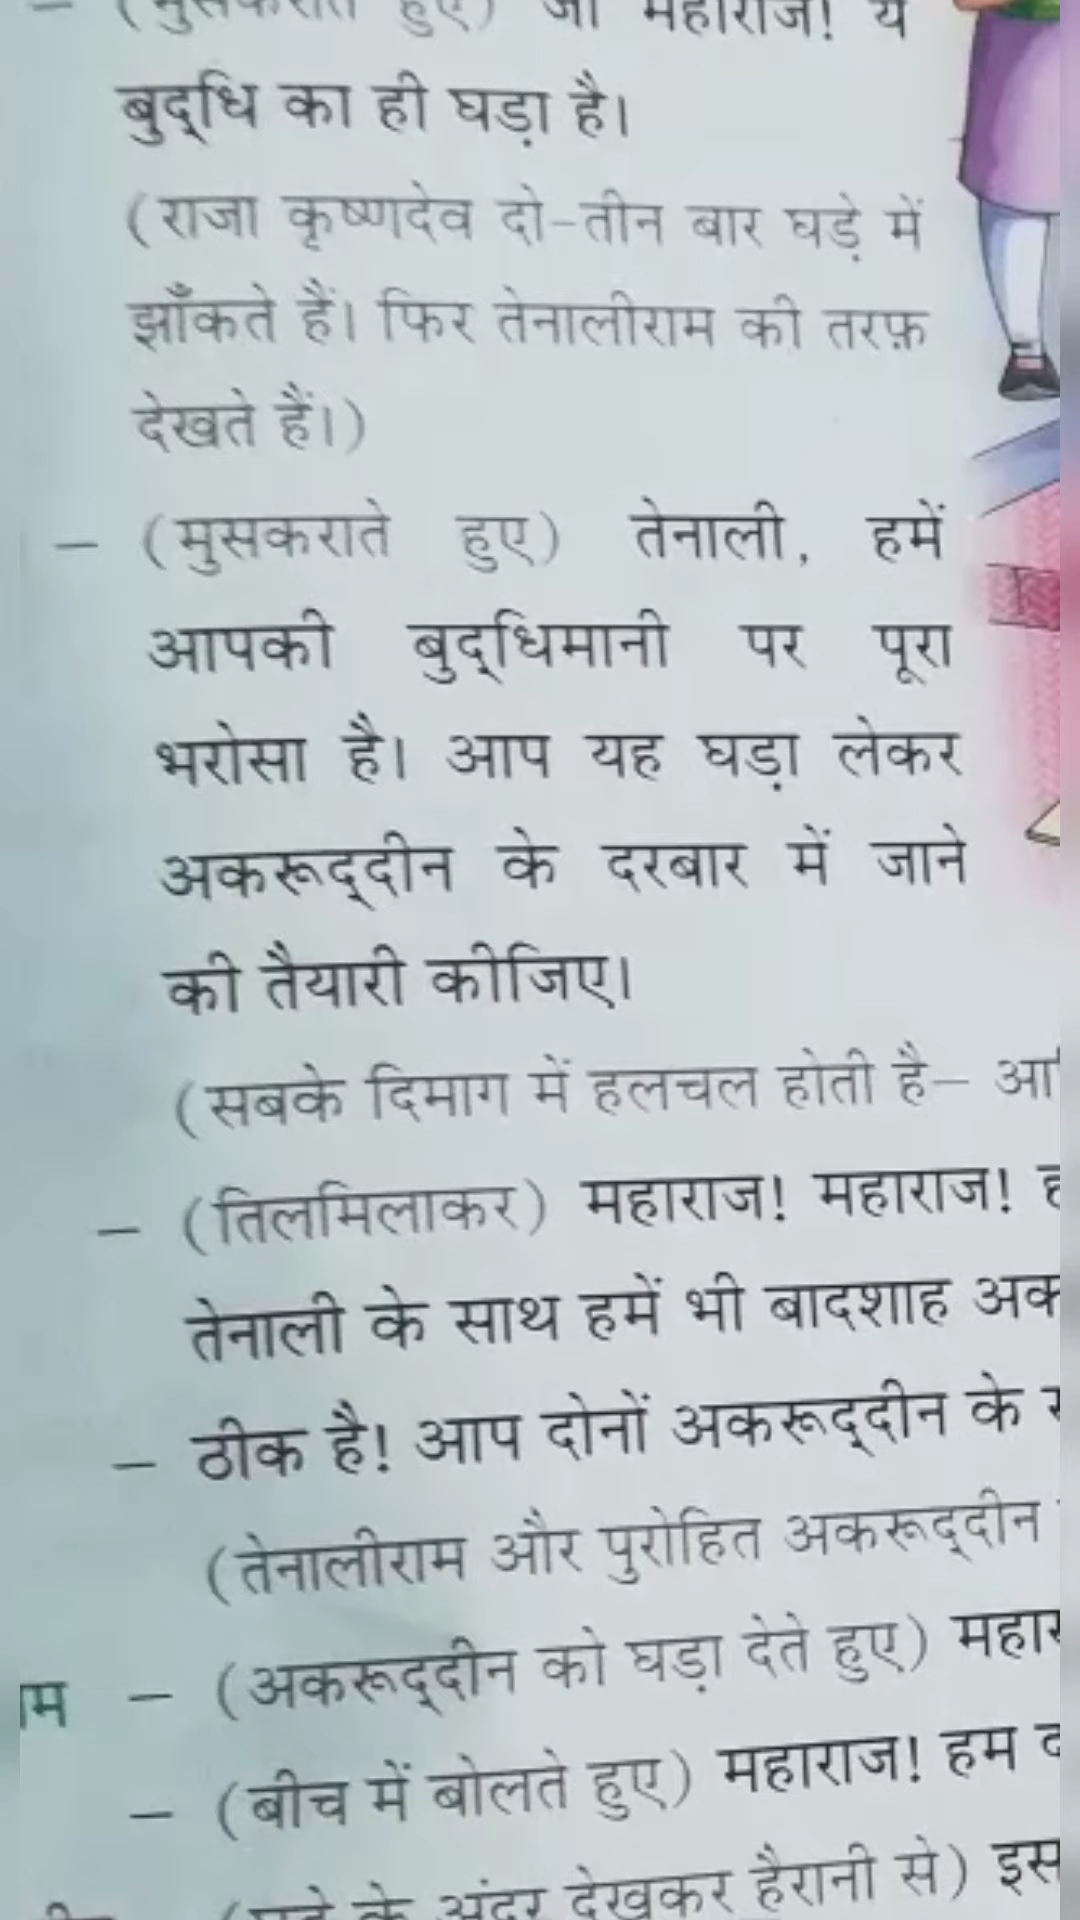 – (मुसकराते हुए) जी महाराज! ये
बुद्‌धि का ही घड़ा है।
(राजा कृष्णदेव दो-तीन बार घड़े में
झाँकते हैं। फिर तेनालीराम की तरफ़
देखते हैं।)
– (मुसकराते हुए) तेनाली, हमें
आपकी बुद्‌धिमानी पर पूरा
भरोसा है। आप यह घड़ा लेकर
अकरूद्‌दीन के दरबार में जाने
की तैयारी कीजिए।
(सबके दिमाग में हलचल होती है–
– (तिलमिलाकर) महाराज! महाराज!
तेनाली के साथ हमें भी बादशाह
– ठीक है! आप दोनों अकरूद्‌दीन के
(तेनालीराम और पुरोहित अकरूद्‌दीन
– (अकरूद्‌दीन को घड़ा देते हुए)
– (बीच में बोलते हुए) महाराज! हम
के अंदर देखकर हैरानी से) इस